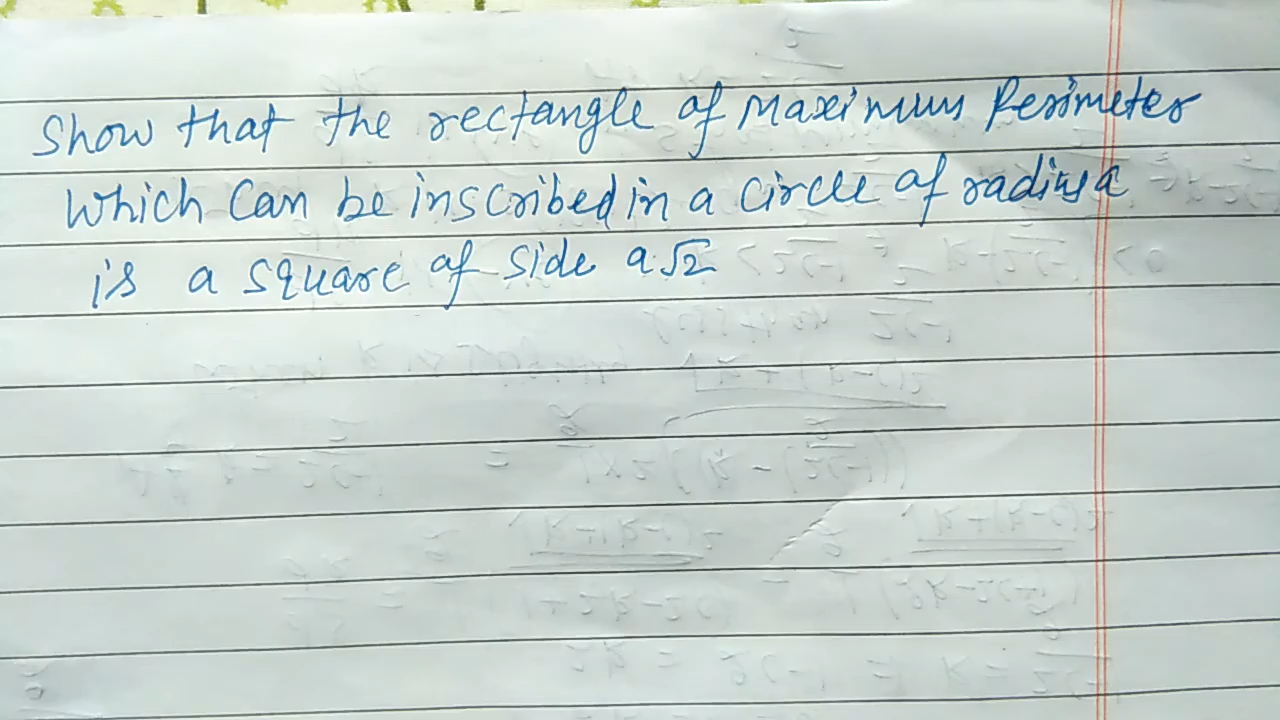 Show that the rectangle of Maximum Perimeter
Which Can be inscribed in a Circle of radius a
is a square of side a√2